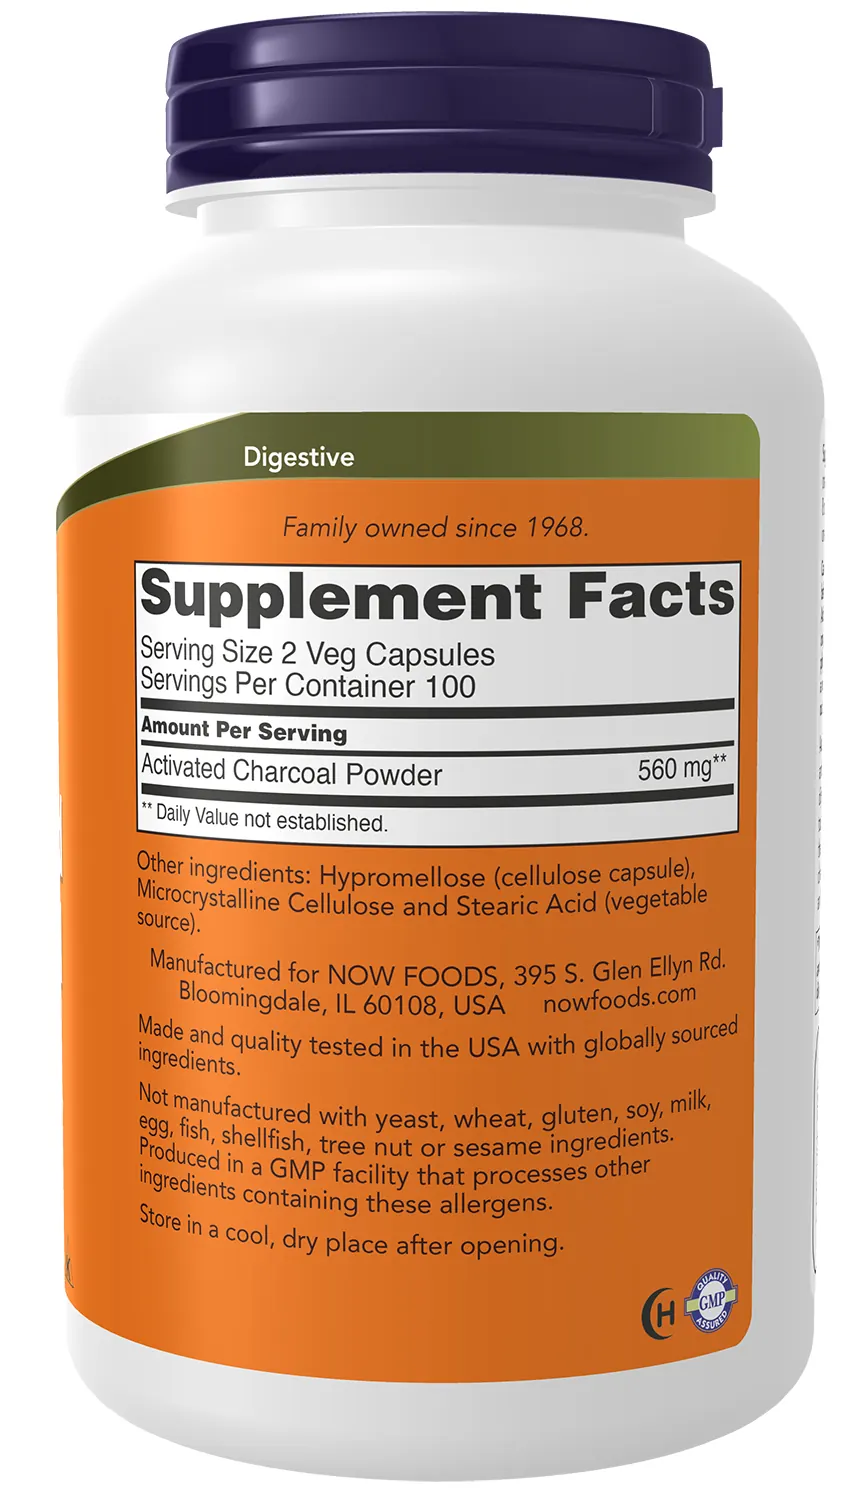 Digestive
Family owned since 1968.
Supplement Facts
Serving Size 2 Veg Capsules
Servings Per Container 100
Amount Per Serving
Activated Charcoal Powder 560 mg**
** Daily Value not established.
Other ingredients: Hypromellose (cellulose capsule),
Microcrystalline Cellulose and Stearic Acid (vegetable
source).
Manufactured for NOW FOODS, 395 S. Glen Ellyn Rd.
Bloomingdale, IL 60108, USA nowfoods.com
Made and quality tested in the USA with globally sourced
ingredients.
Not manufactured with yeast, wheat, gluten, soy, milk,
egg, fish, shellfish, tree nut or sesame ingredients.
Produced in a GMP facility that processes other
ingredients containing these allergens.
Store in a cool, dry place after opening.
H
QUALITY
GMP
ASSURED